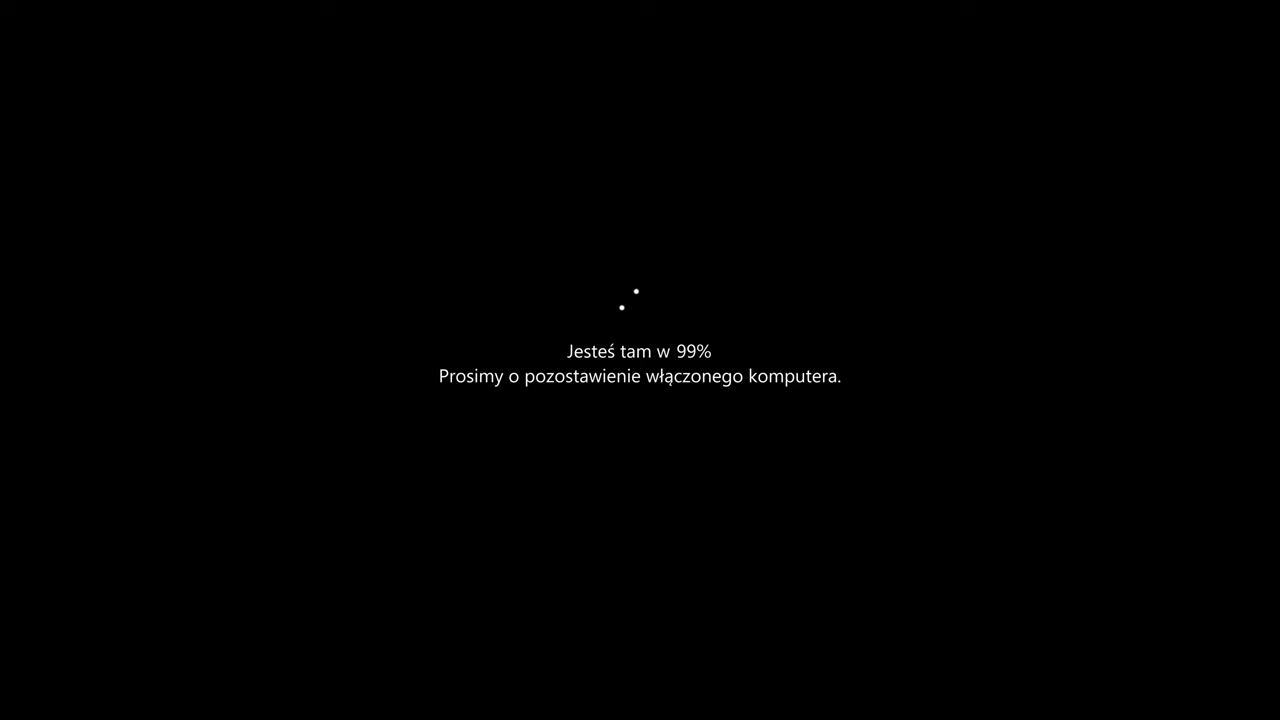 Jesteś tam w 99%
Prosimy o pozostawienie włączonego komputera.